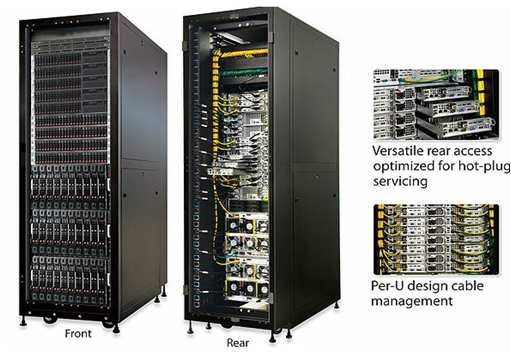 Versatile rear access
optimized for hot-plug
servicing
Per-U design cable
management
Front
Rear